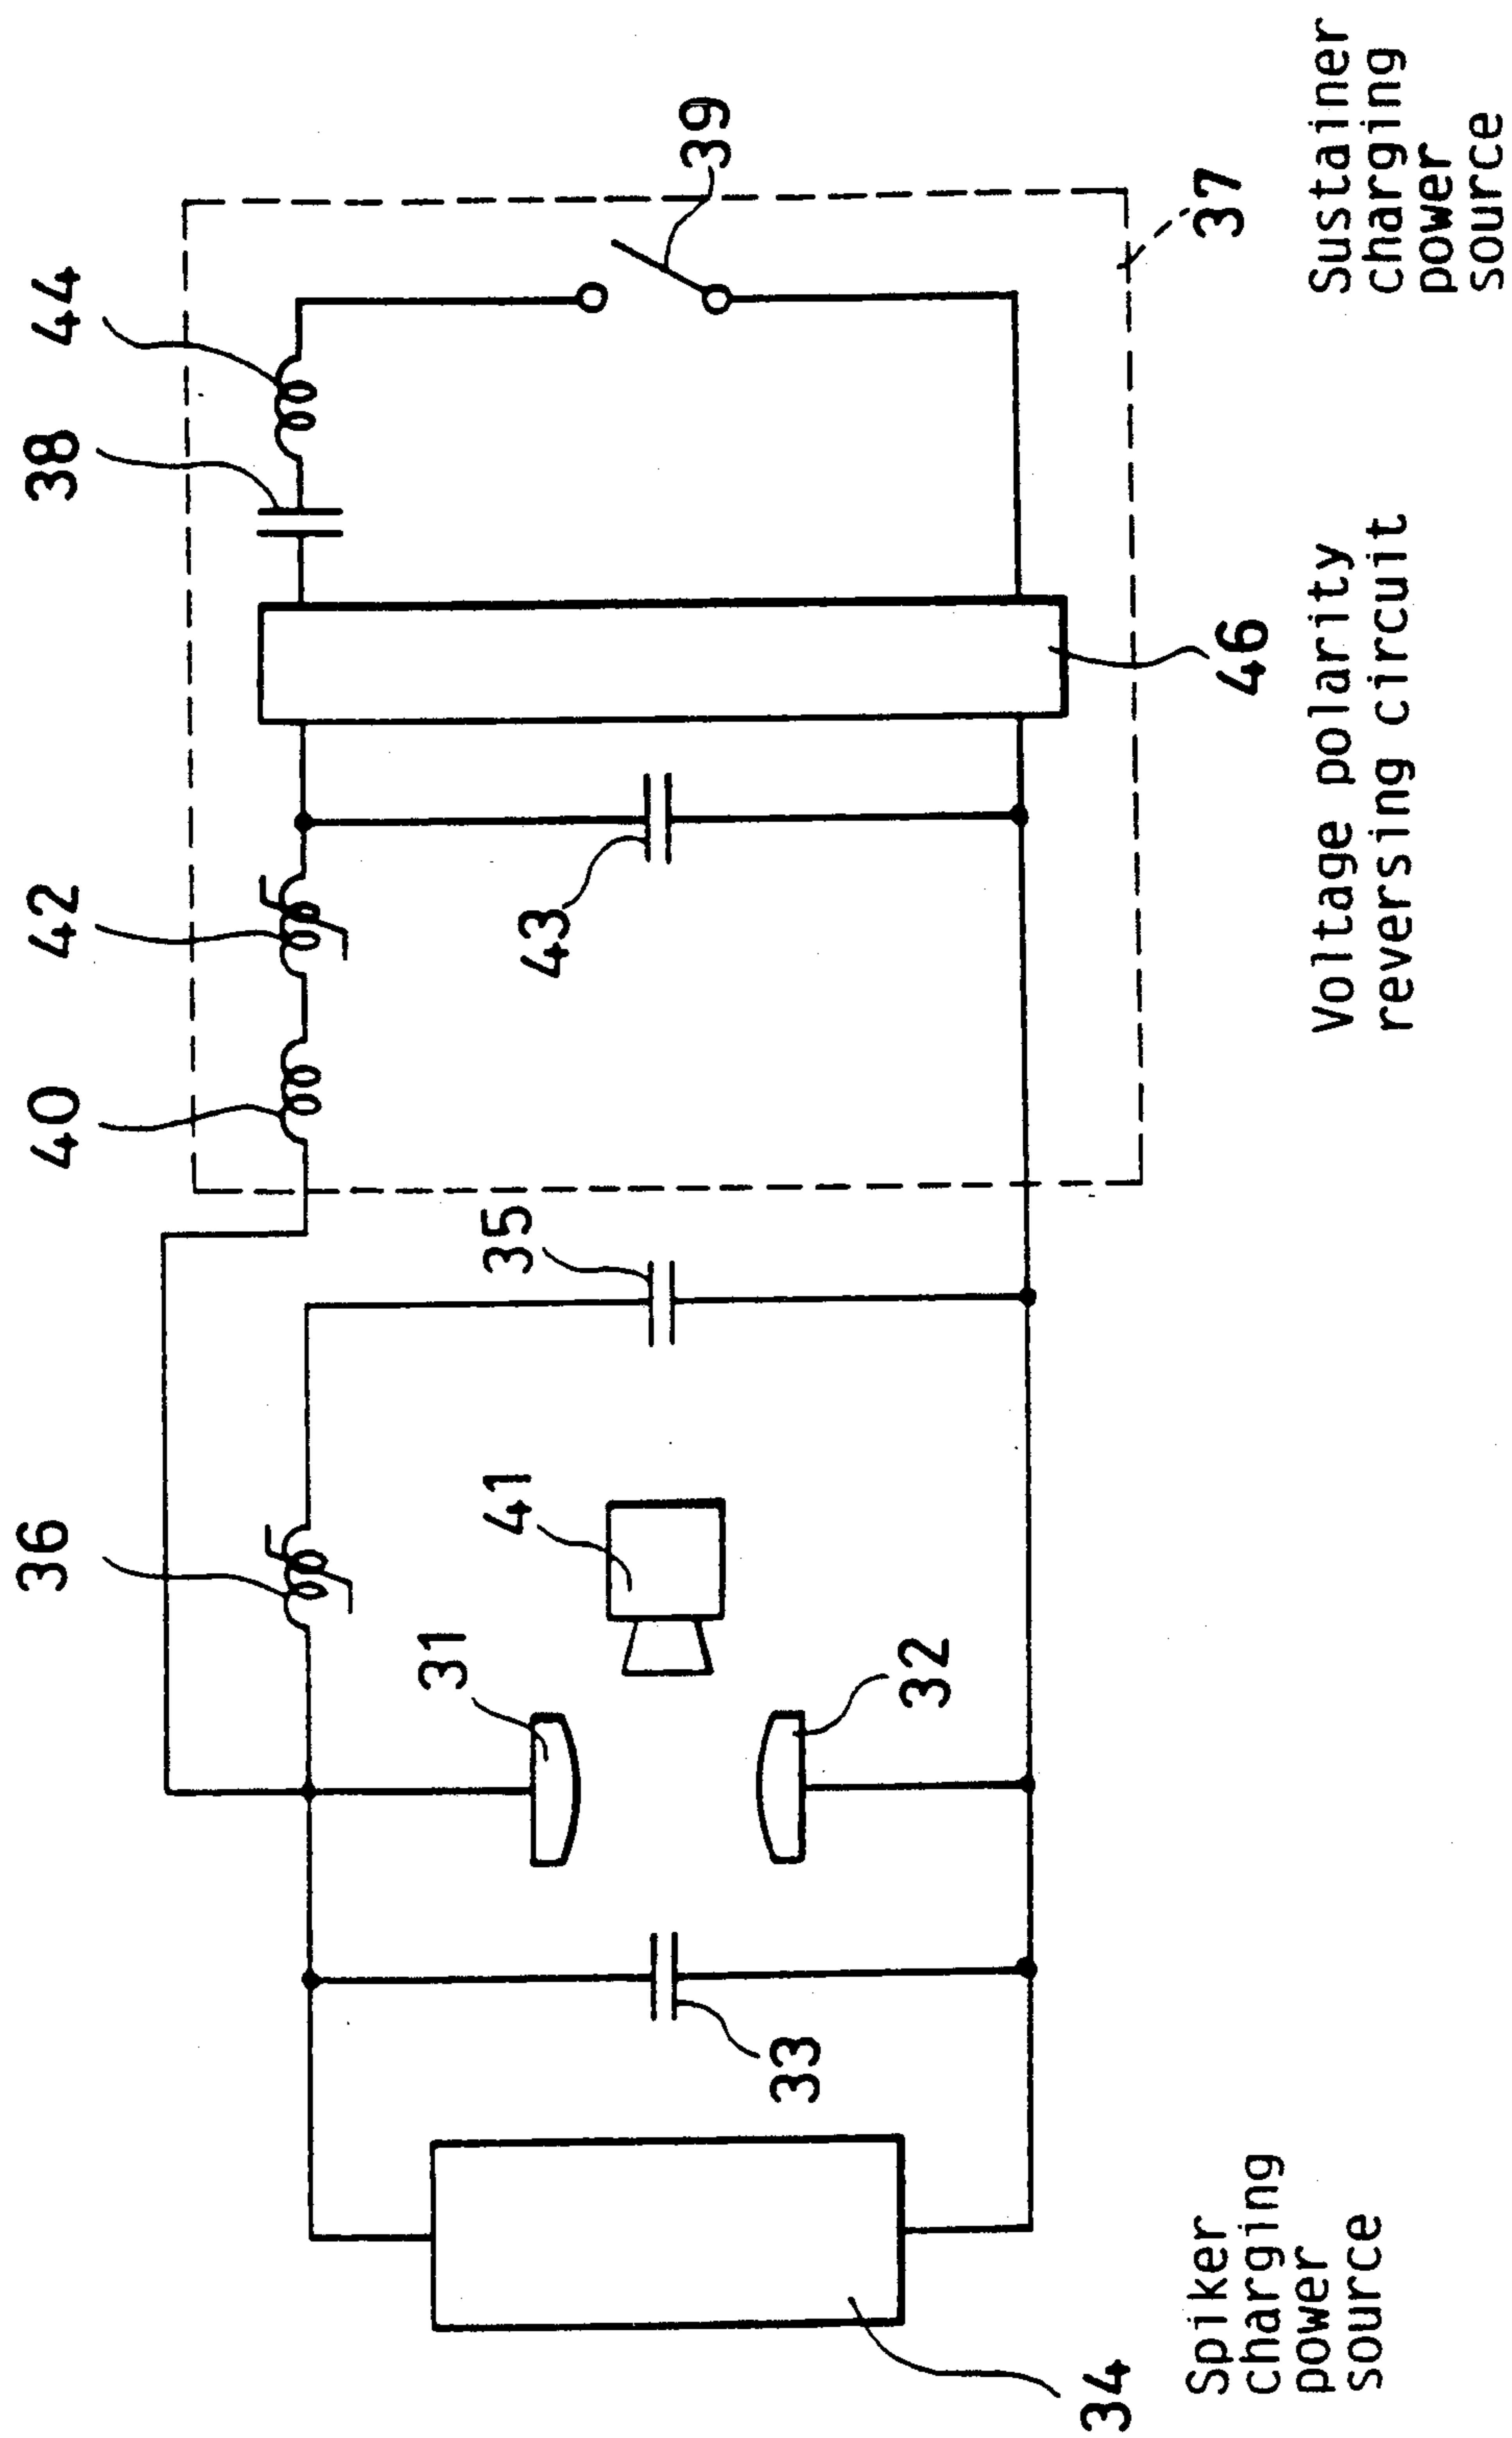 44
38
42
40
36
39
43
35
41
31
32
33
37
46
34
Spiker
charging
power
source
Voltage polarity
reversing circuit
Sustainer
charging
power
source